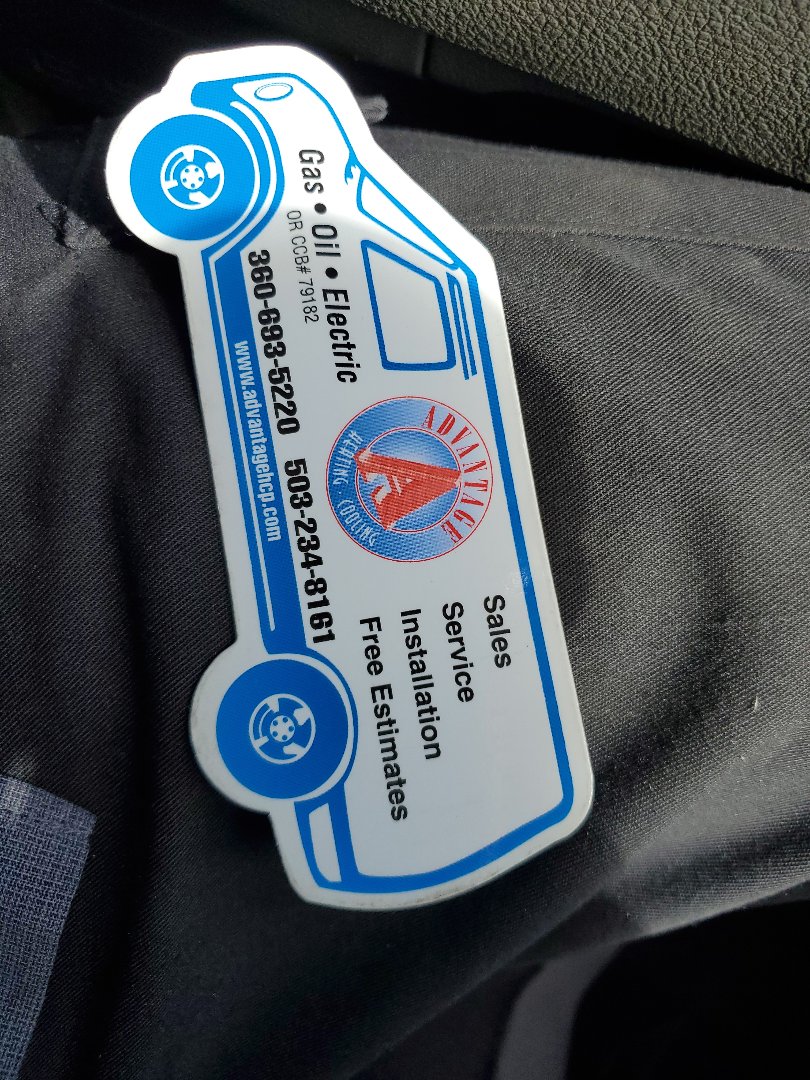 Sales
Service
Installation
Free Estimates
ADVANTAGE
HEATING • COOLING
A
Gas • Oil • Electric
OR CCB# 79182
360-693-5220 503-234-8161
www.advantagehcp.com